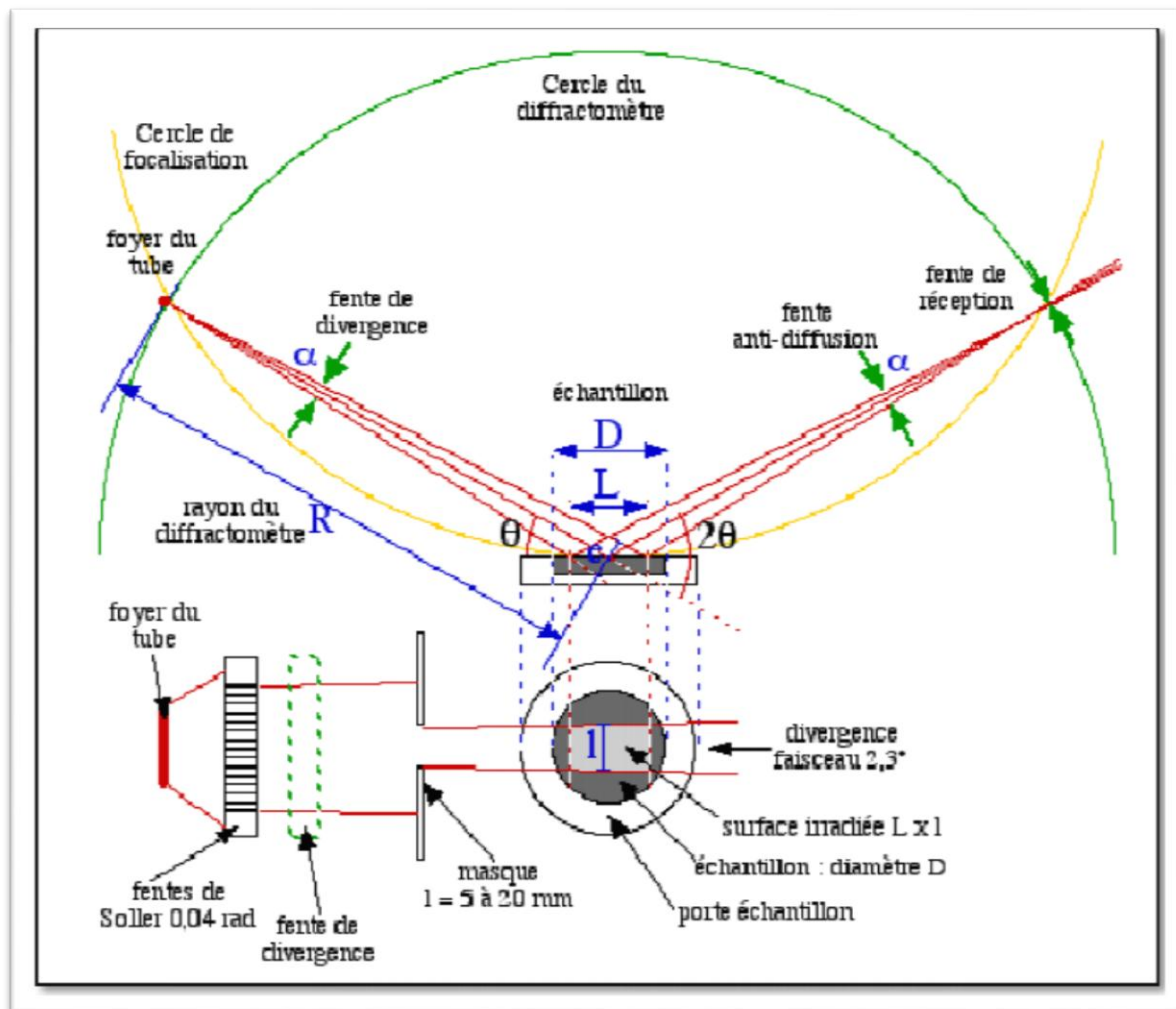 Cercle du
diffractomètre
Cercle de
focalisation
foyer du
tube
fente de
divergence
α
fente de
réception
fente
anti-diffusion
α
échantillon
D
L
rayon du
diffractomètre
R
θ
c
2θ
foyer du
tube
l
divergence
faisceau 2,3°
surface irradiée L x l
échantillon : diamètre D
porte échantillon
masque
l = 5 à 20 mm
fentes de
Soller 0,04 rad
fente de
divergence